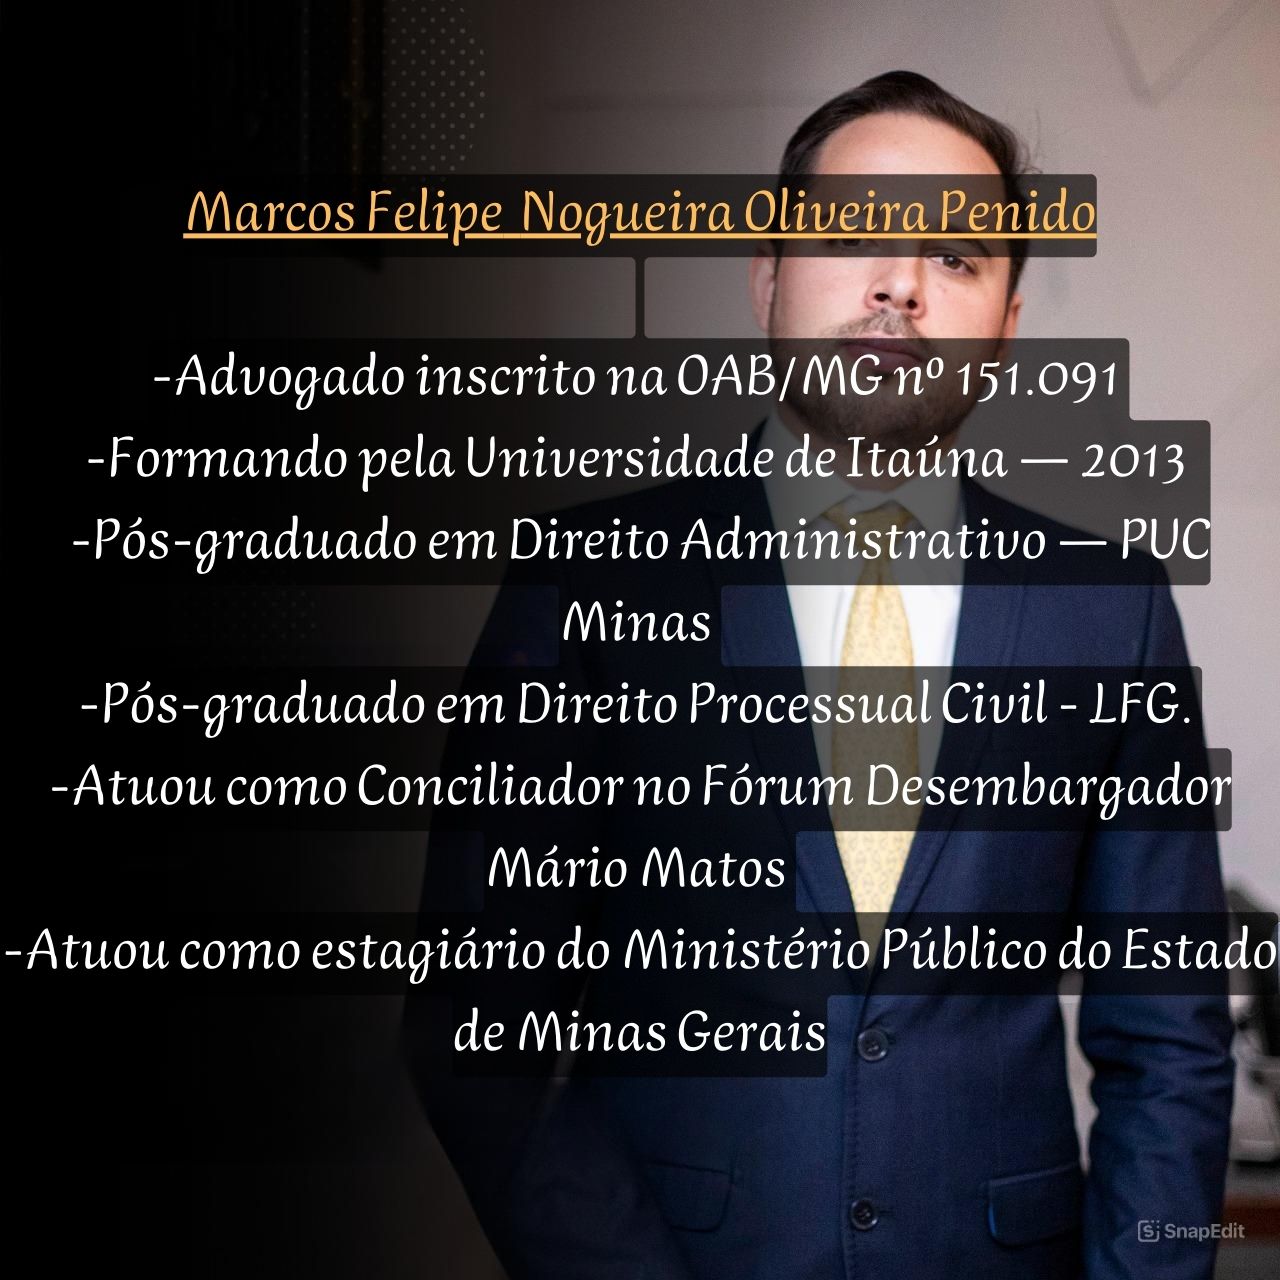 Marcos Felipe Nogueira Oliveira Penido
-Advogado inscrito na OAB/MG nº 151.091
-Formando pela Universidade de Itaúna — 2013
-Pós-graduado em Direito Administrativo — PUC
Minas
-Pós-graduado em Direito Processual Civil - LFG.
-Atuou como Conciliador no Fórum Desembargador
Mário Matos
-Atuou como estagiário do Ministério Público do Estado
de Minas Gerais
SnapEdit